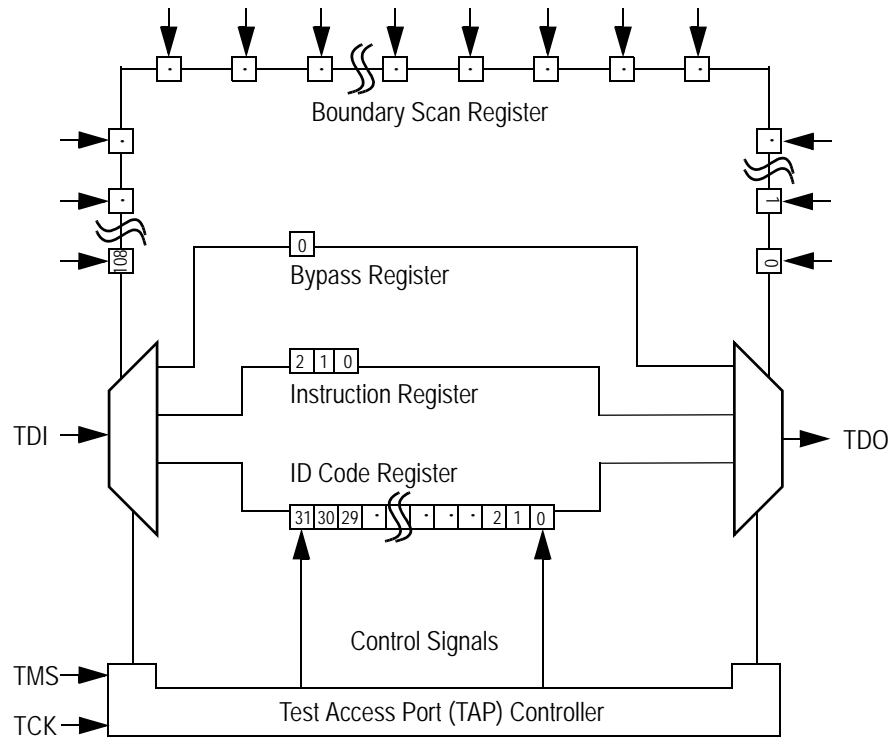 Boundary Scan Register
·
·
·
·
·
·
·
·
·
·
108
·
1
0
0
Bypass Register
2 1 0
Instruction Register
TDI
TDO
ID Code Register
31 30 29 · · · · 2 1 0
Control Signals
TMS
Test Access Port (TAP) Controller
TCK